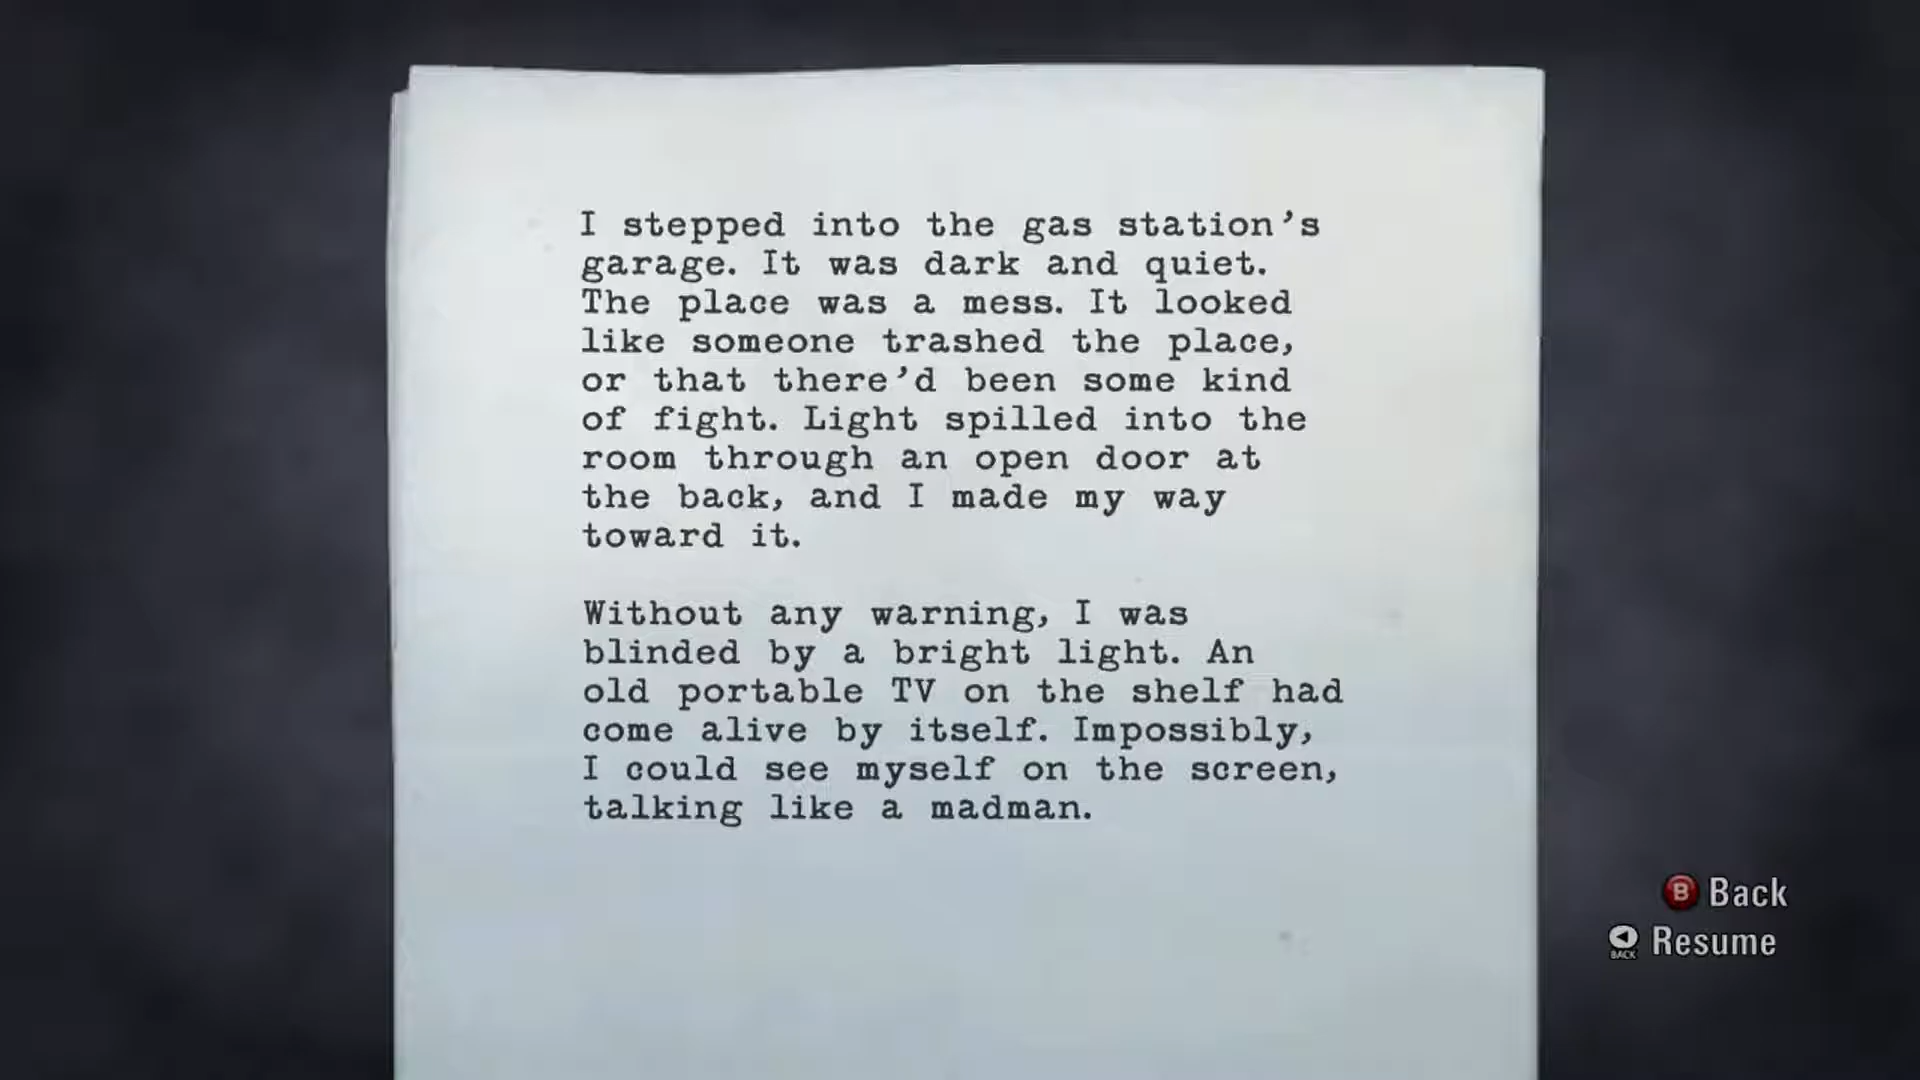 I stepped into the gas station’s
garage. It was dark and quiet.
The place was a mess. It looked
like someone trashed the place,
or that there’d been some kind
of fight. Light spilled into the
room through an open door at
the back, and I made my way
toward it.
Without any warning, I was
blinded by a bright light. An
old portable TV on the shelf had
come alive by itself. Impossibly,
I could see myself on the screen,
talking like a madman.
B Back
BACK Resume